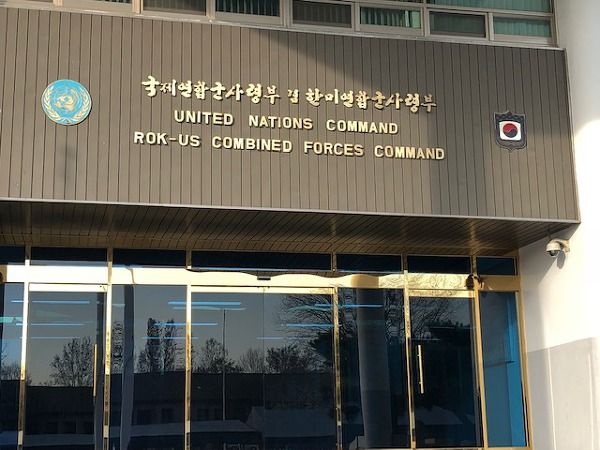 국제연합군사령부 및 한미연합군사령부
UNITED NATIONS COMMAND
ROK-US COMBINED FORCES COMMAND